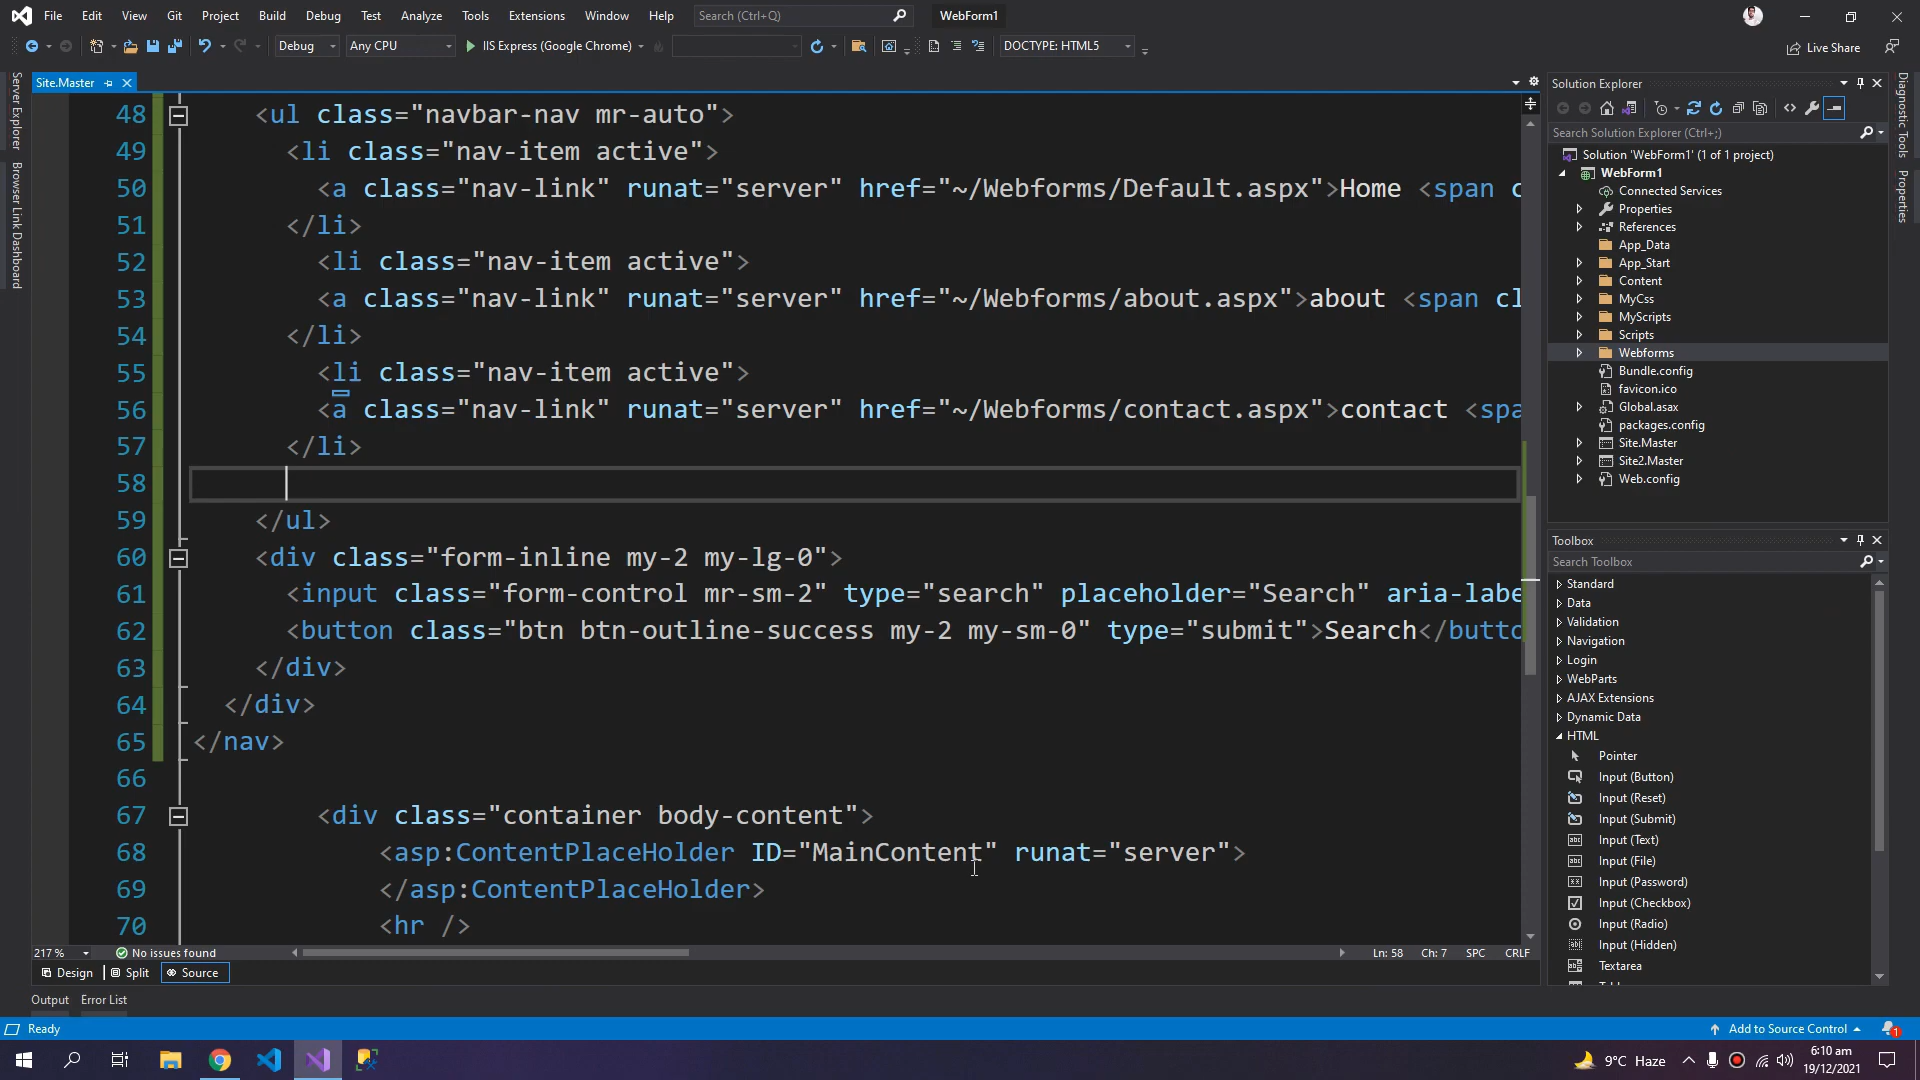 File Edit View Git Project Build Debug Test Analyze Tools Extensions Window Help Search (Ctrl+Q) WebForm1
Debug Any CPU IIS Express (Google Chrome) DOCTYPE: HTML5 Live Share
Server Explorer
Browser Link Dashboard
Site.Master
48 <ul class="navbar-nav mr-auto">
49 <li class="nav-item active">
50 <a class="nav-link" runat="server" href="~/Webforms/Default.aspx">Home <span c
51 </li>
52 <li class="nav-item active">
53 <a class="nav-link" runat="server" href="~/Webforms/about.aspx">about <span cl
54 </li>
55 <li class="nav-item active">
56 <a class="nav-link" runat="server" href="~/Webforms/contact.aspx">contact <spa
57 </li>
58
59 </ul>
60 <div class="form-inline my-2 my-lg-0">
61 <input class="form-control mr-sm-2" type="search" placeholder="Search" aria-labe
62 <button class="btn btn-outline-success my-2 my-sm-0" type="submit">Search</butto
63 </div>
64 </div>
65 </nav>
66
67 <div class="container body-content">
68 <asp:ContentPlaceHolder ID="MainContent" runat="server">
69 </asp:ContentPlaceHolder>
70 <hr />
217 % No issues found Ln: 58 Ch: 7 SPC CRLF
Design Split Source
Output Error List
Solution Explorer
Search Solution Explorer (Ctrl+;)
Solution 'WebForm1' (1 of 1 project)
WebForm1
Connected Services
Properties
References
App_Data
App_Start
Content
MyCss
MyScripts
Scripts
Webforms
Bundle.config
favicon.ico
Global.asax
packages.config
Site.Master
Site2.Master
Web.config
Toolbox
Search Toolbox
Standard
Data
Validation
Navigation
Login
WebParts
AJAX Extensions
Dynamic Data
HTML
Pointer
Input (Button)
Input (Reset)
Input (Submit)
Input (Text)
Input (File)
Input (Password)
Input (Checkbox)
Input (Radio)
Input (Hidden)
Textarea
Diagnostic Tools
Properties
Ready Add to Source Control 1
9°C Haze 6:10 am
19/12/2021